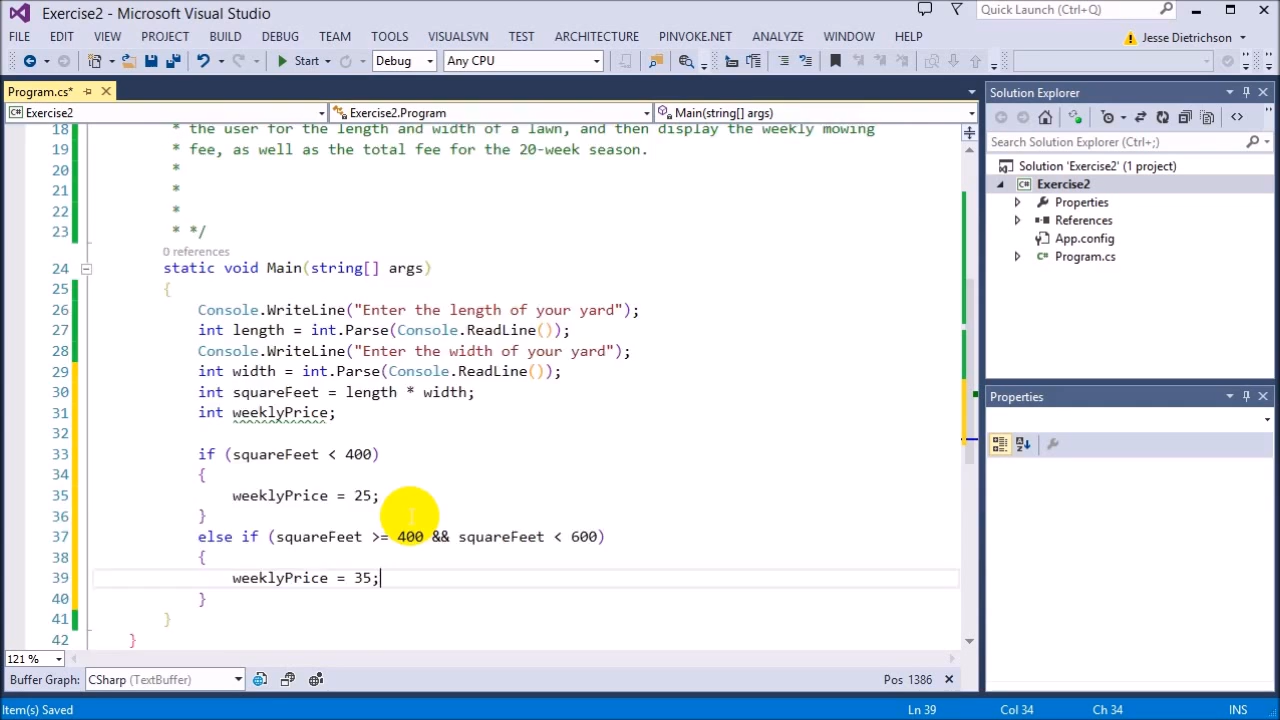 Exercise2 - Microsoft Visual Studio
Quick Launch (Ctrl+Q)
FILE EDIT VIEW PROJECT BUILD DEBUG TEAM TOOLS VISUALSVN TEST ARCHITECTURE PINVOKE.NET ANALYZE WINDOW HELP
Jesse Dietrichson
Start Debug Any CPU
Program.cs*
Exercise2 Exercise2.Program Main(string[] args)
18 * the user for the length and width of a lawn, and then display the weekly mowing
19 * fee, as well as the total fee for the 20-week season.
20 *
21 *
22 *
23 * */
0 references
24 static void Main(string[] args)
25 {
26 Console.WriteLine("Enter the length of your yard");
27 int length = int.Parse(Console.ReadLine());
28 Console.WriteLine("Enter the width of your yard");
29 int width = int.Parse(Console.ReadLine());
30 int squareFeet = length * width;
31 int weeklyPrice;
32
33 if (squareFeet < 400)
34 {
35 weeklyPrice = 25;
36 }
37 else if (squareFeet >= 400 && squareFeet < 600)
38 {
39 weeklyPrice = 35;
40 }
41 }
42 }
121 %
Buffer Graph: CSharp (TextBuffer) Pos 1386
Solution Explorer
Search Solution Explorer (Ctrl+;)
Solution 'Exercise2' (1 project)
C# Exercise2
Properties
References
App.config
C# Program.cs
Properties
Item(s) Saved Ln 39 Col 34 Ch 34 INS